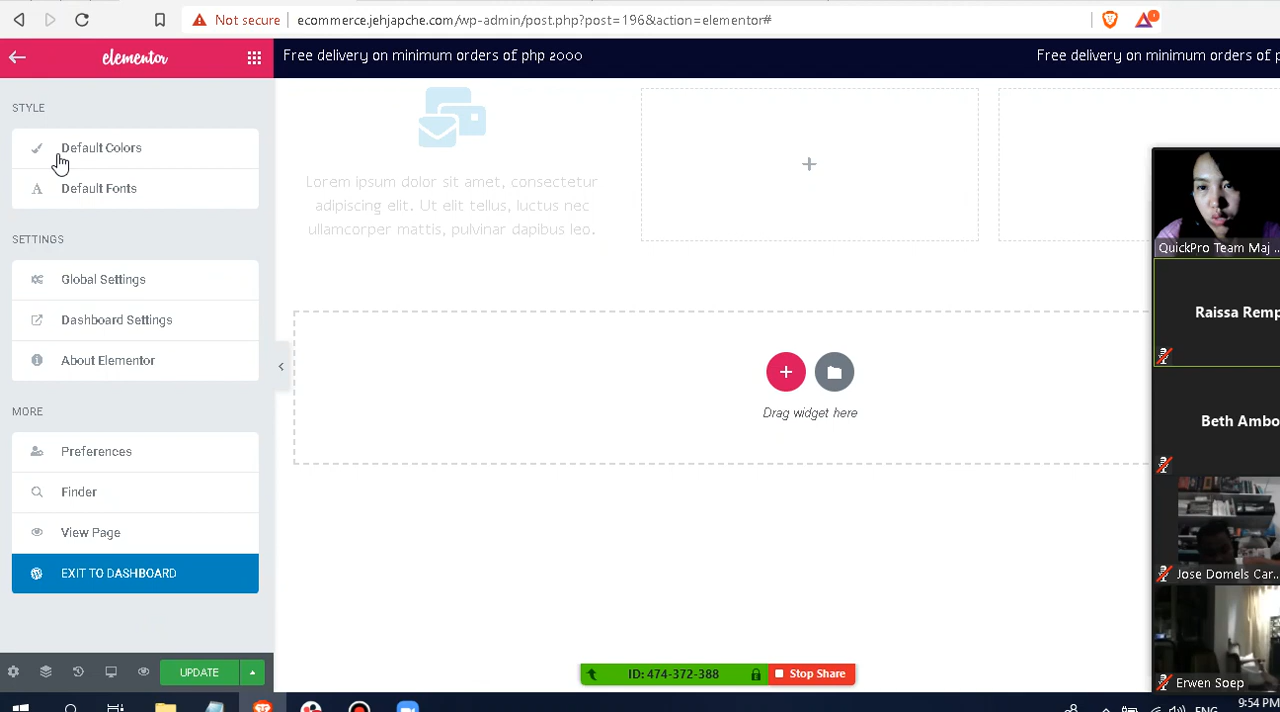 Not secure
ecommerce.jehjapche.com/wp-admin/post.php?post=196&action=elementor#
elementor
Free delivery on minimum orders of php 2000
Free delivery on minimum orders of p
STYLE
Default Colors
Default Fonts
SETTINGS
Global Settings
Dashboard Settings
About Elementor
MORE
Preferences
Finder
View Page
EXIT TO DASHBOARD
UPDATE
Lorem ipsum dolor sit amet, consectetur
adipiscing elit. Ut elit tellus, luctus nec
ullamcorper mattis, pulvinar dapibus leo.
Drag widget here
QuickPro Team Maj ...
Raissa Remp
Beth Ambo
Jose Domels Car...
Erwen Soep
ID: 474-372-388
Stop Share
ENG
9:54 PM